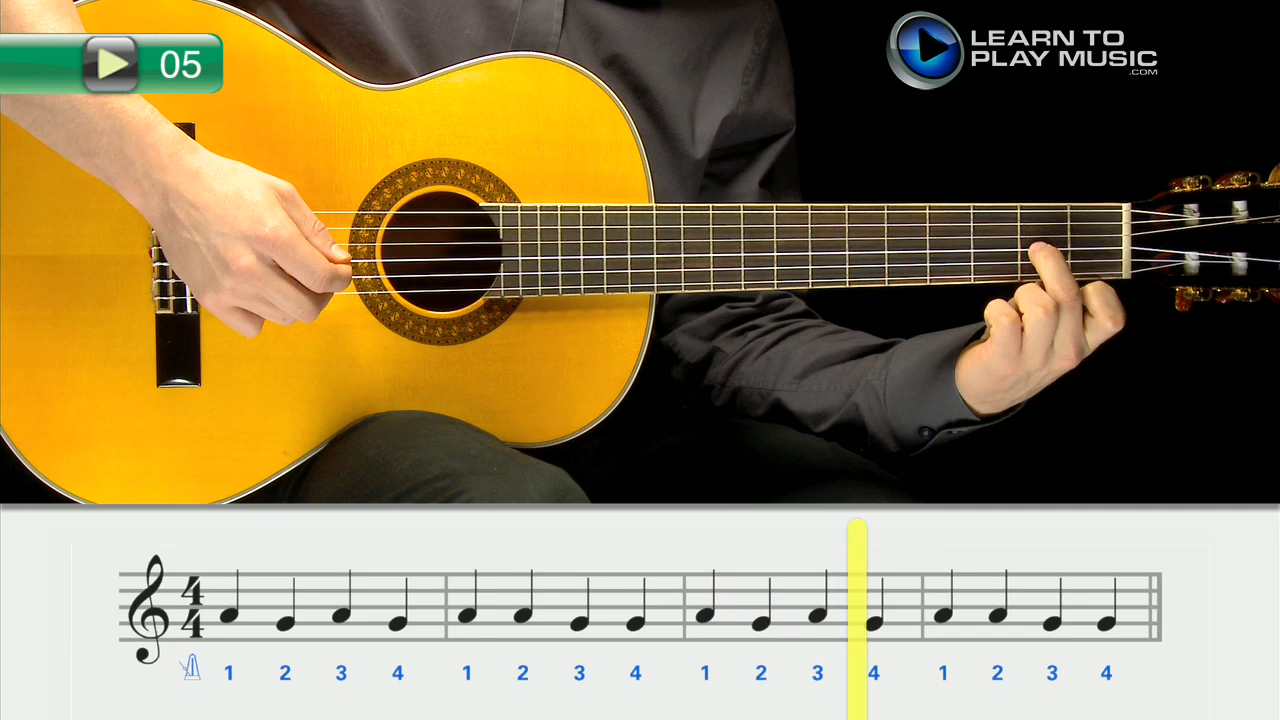 05
LEARN TO
PLAY MUSIC
.COM
4
4
1 2 3 4 1 2 3 4 1 2 3 4 1 2 3 4